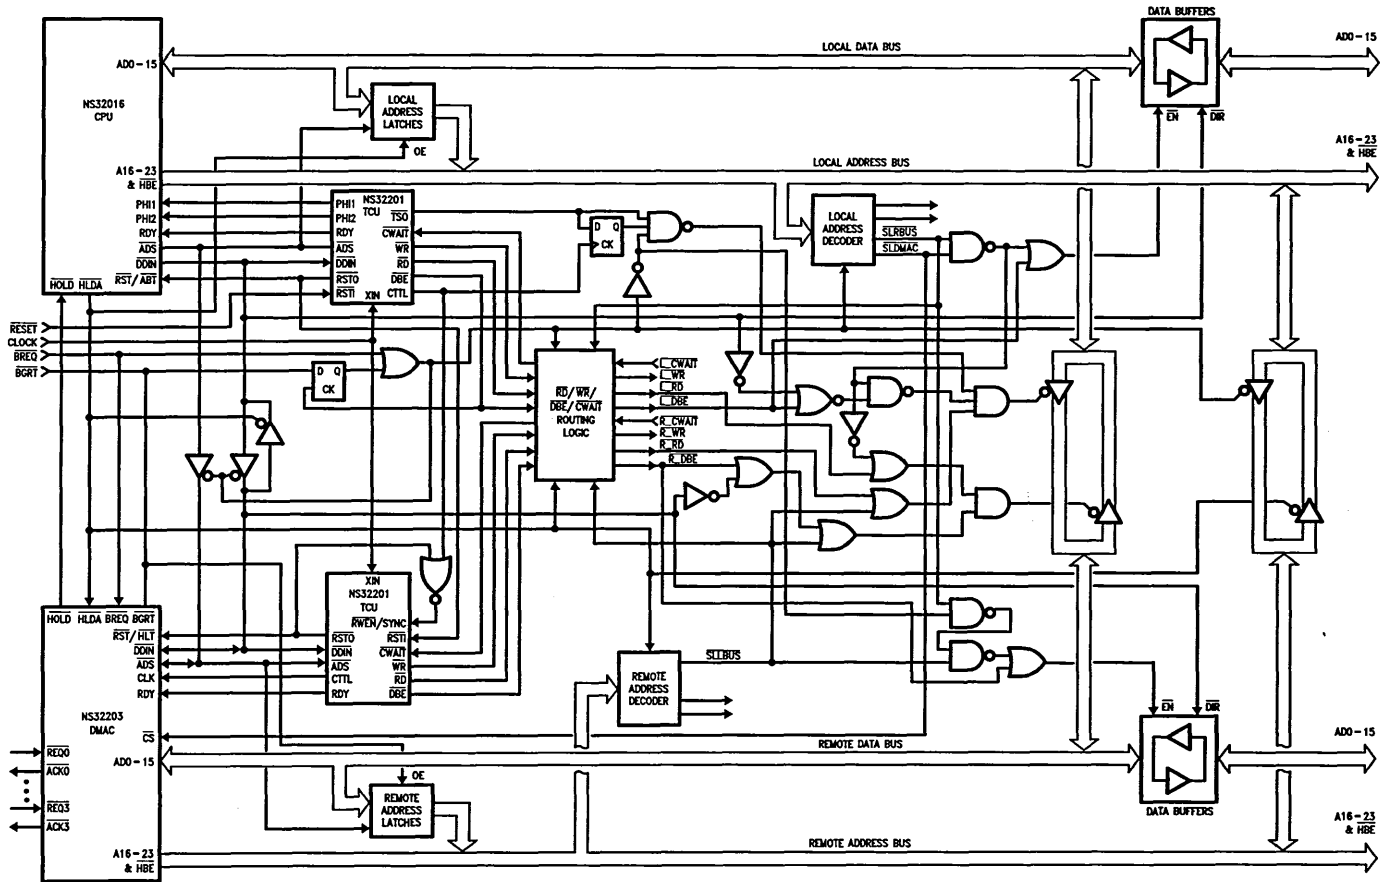 DATA BUFFERS
AD0-15
LOCAL DATA BUS
AD0-15
NS32016
CPU
LOCAL
ADDRESS
LATCHES
OE
EN
DIR
A16-23
& HBE
LOCAL ADDRESS BUS
A16-23
& HBE
PHI1
PHI2
RDY
ADS
DDIN
RST/ABT
HOLD
HLDA
NS32201
TCU
PHI1
PHI2
RDY
ADS
DDIN
RSTO
RSTI
XIN
TSO
CWAIT
WR
RD
DBE
CTTL
D
Q
CK
LOCAL
ADDRESS
DECODER
SLRBUS
SLDMAC
RESET
CLOCK
BREQ
BGRT
D
Q
CK
RD/WR/
DBE/CWAIT
ROUTING
LOGIC
L_CWAIT
L_WR
L_RD
L_DBE
R_CWAIT
R_WR
R_RD
R_DBE
XIN
NS32201
TCU
RWEN/SYNC
RSTO
RSTI
DDIN
CWAIT
ADS
WR
CTTL
RD
RDY
DBE
HOLD
HLDA
BREQ
BGRT
RST/HLT
DDIN
ADS
CLK
RDY
NS32203
DMAC
CS
REMOTE
ADDRESS
DECODER
SLLBUS
EN
DIR
REQ0
ACK0
REQ3
ACK3
AD0-15
REMOTE DATA BUS
AD0-15
OE
REMOTE
ADDRESS
LATCHES
DATA BUFFERS
A16-23
& HBE
REMOTE ADDRESS BUS
A16-23
& HBE